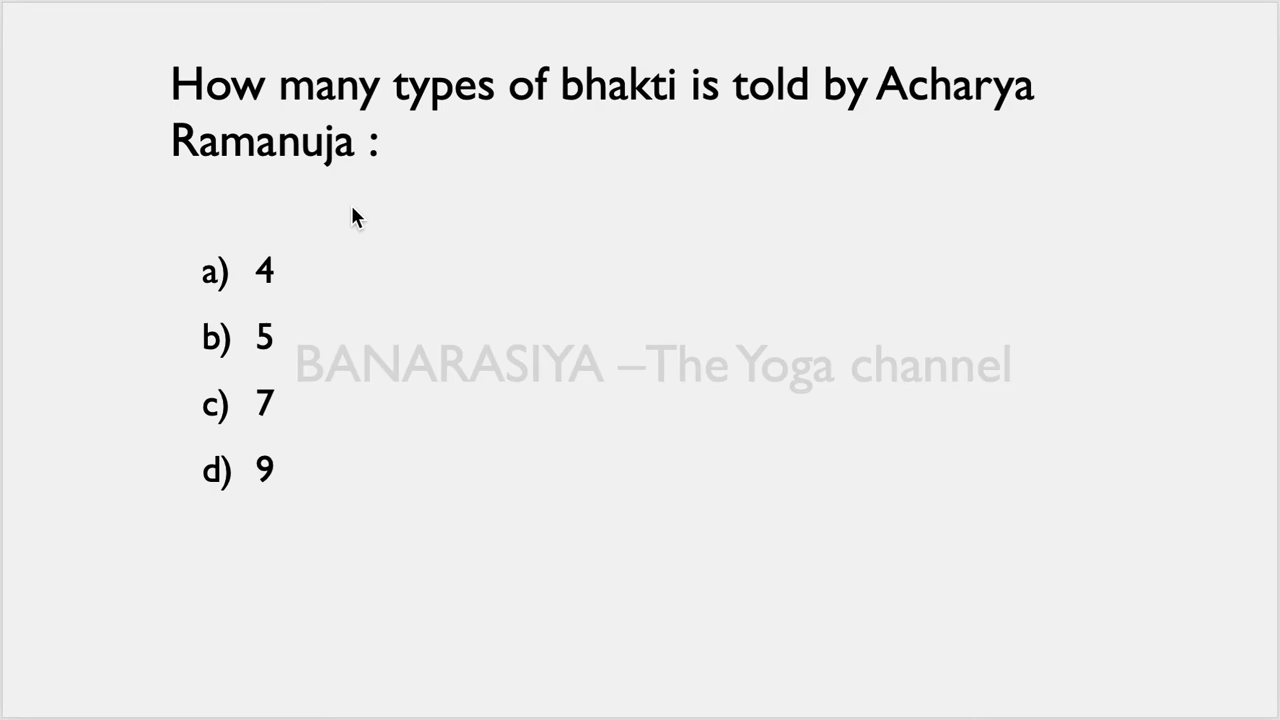 How many types of bhakti is told by Acharya
Ramanuja :
a) 4
b) 5
BANARASIYA –The Yoga channel
c) 7
d) 9